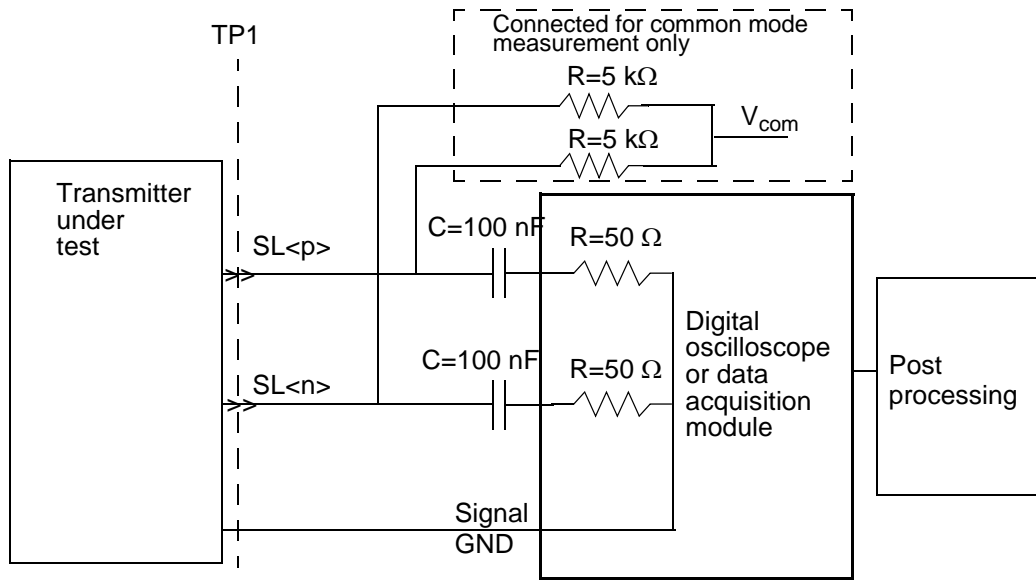 TP1
Connected for common mode
measurement only
R=5 kΩ
V_com
R=5 kΩ
Transmitter
under
test
SL<p>
C=100 nF
R=50 Ω
SL<n>
C=100 nF
R=50 Ω
Digital
oscilloscope
or data
acquisition
module
Post
processing
Signal
GND